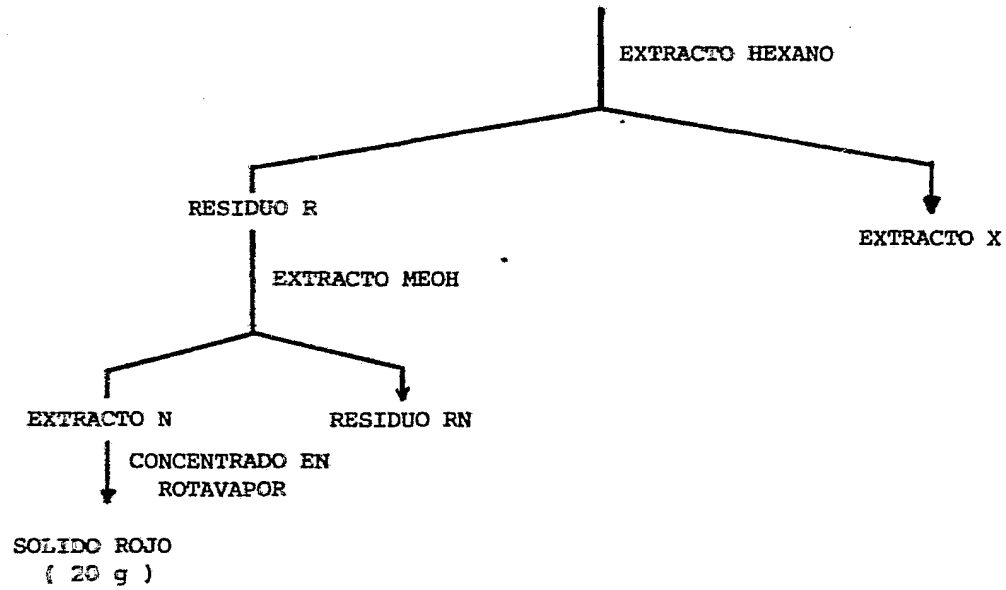 EXTRACTO HEXANO
RESIDUO R
EXTRACTO X
EXTRACTO MEOH
EXTRACTO N
RESIDUO RN
CONCENTRADO EN
ROTAVAPOR
SOLIDO ROJO
( 20 g )